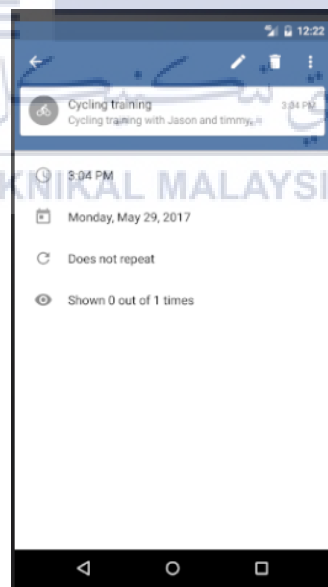 12:22
Cycling training 3:04 PM
Cycling training with Jason and timmy.
3:04 PM
KNIKAL MALAYSI
Monday, May 29, 2017
Does not repeat
Shown 0 out of 1 times